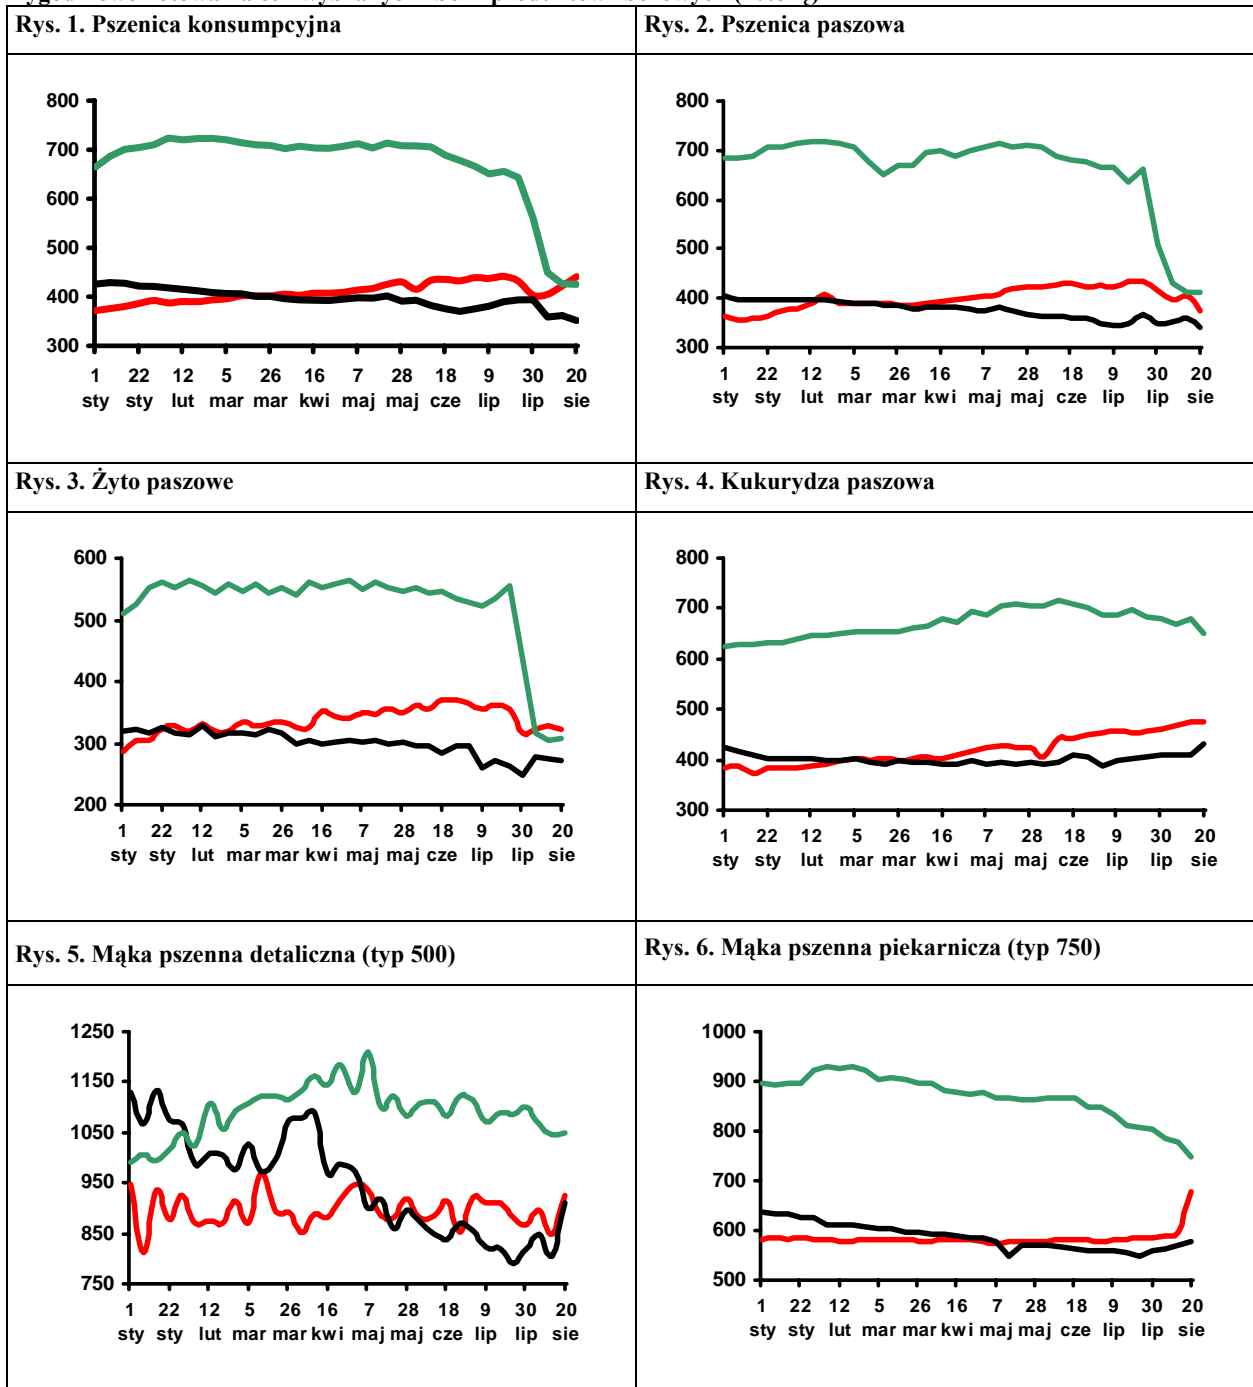 Rys. 1. Pszenica konsumpcyjna
Rys. 2. Pszenica paszowa
800
700
600
500
400
300
1 22 12 5 26 16 7 28 18 9 30 20
sty sty lut mar mar kwi maj maj cze lip lip sie
800
700
600
500
400
300
1 22 12 5 26 16 7 28 18 9 30 20
sty sty lut mar mar kwi maj maj cze lip lip sie
Rys. 3. Żyto paszowe
Rys. 4. Kukurydza paszowa
600
500
400
300
200
1 22 12 5 26 16 7 28 18 9 30 20
sty sty lut mar mar kwi maj maj cze lip lip sie
800
700
600
500
400
300
1 22 12 5 26 16 7 28 18 9 30 20
sty sty lut mar mar kwi maj maj cze lip lip sie
Rys. 5. Mąka pszenna detaliczna (typ 500)
Rys. 6. Mąka pszenna piekarnicza (typ 750)
1250
1150
1050
950
850
750
1 22 12 5 26 16 7 28 18 9 30 20
sty sty lut mar mar kwi maj maj cze lip lip sie
1000
900
800
700
600
500
1 22 12 5 26 16 7 28 18 9 30 20
sty sty lut mar mar kwi maj maj cze lip lip sie